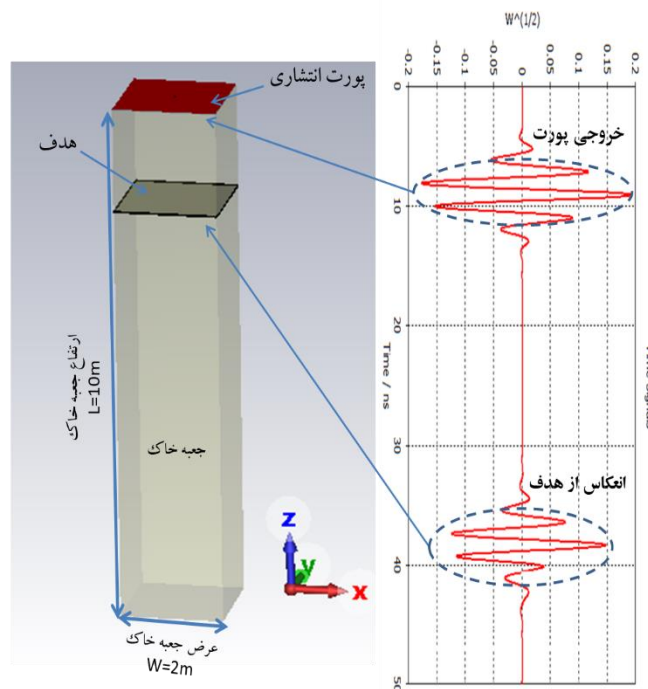 پورت انتشاری
هدف
ارتفاع جعبه خاک
L=10m
جعبه خاک
عرض جعبه خاک
W=2m
Z
y
x
W^(1/2)
-0.2 -0.15 -0.1 -0.05 0 0.05 0.1 0.15 0.2
0
خروجی پورت
10
20
Time / ns
30
انعکاس از هدف
40
50